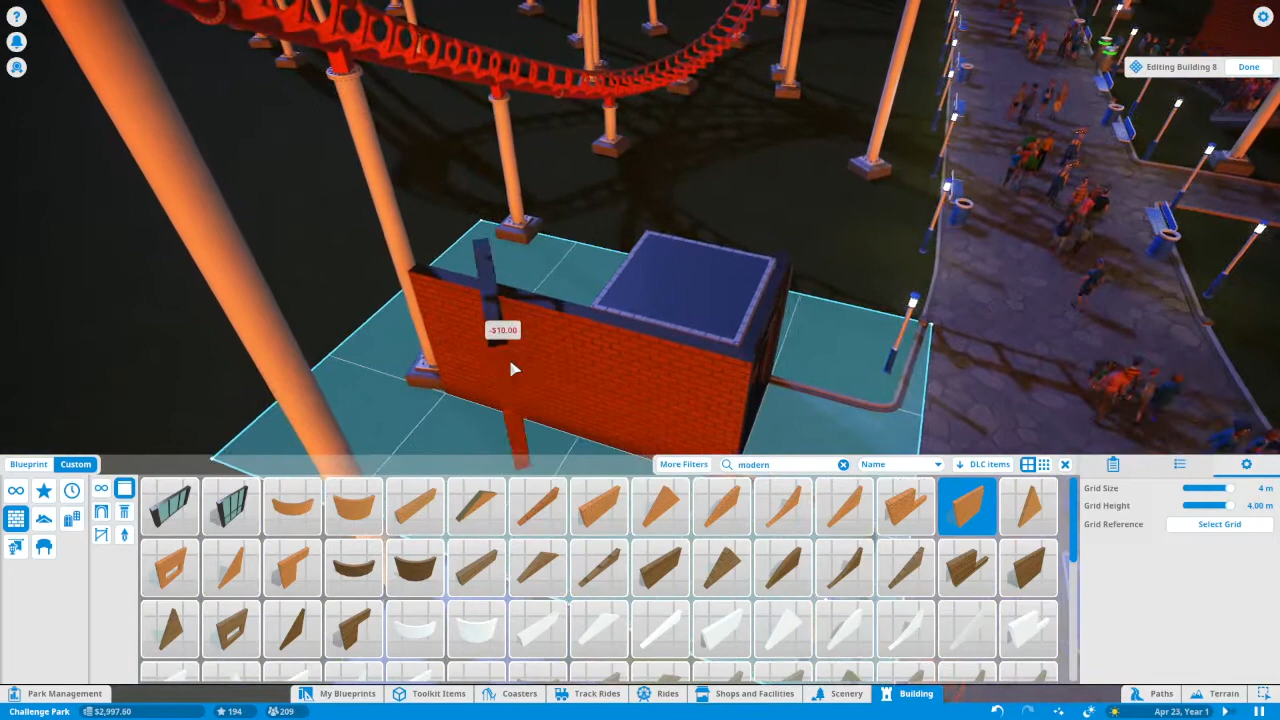 Editing Building 8 Done
-$10.00
Blueprint Custom More Filters modern Name DLC items
Grid Size 4 m
Grid Height 4.00 m
Grid Reference Select Grid
Park Management My Blueprints Toolkit Items Coasters Track Rides Rides Shops and Facilities Scenery Building Paths Terrain
Challenge Park $2,997.60 194 209 Apr 23, Year 1